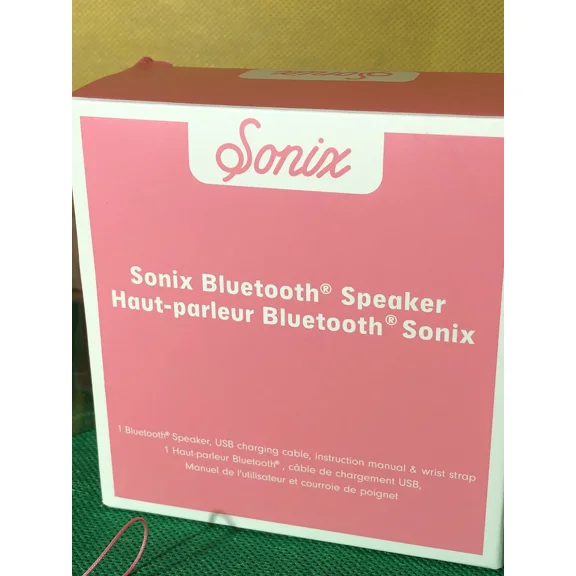 Sonix
Sonix
Sonix Bluetooth® Speaker
Haut-parleur Bluetooth® Sonix
1 Bluetooth® Speaker, USB charging cable, instruction manual & wrist strap
1 Haut-parleur Bluetooth® , câble de chargement USB,
Manuel de l'utilisateur et courroie de poignet